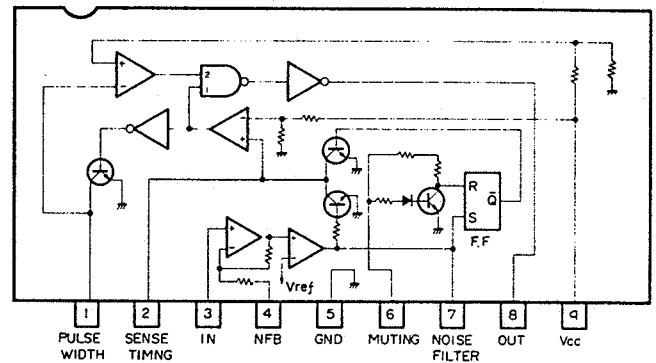 +
-
2
1
-
+
R
Q̄
S
F.F
+
-
+
-
Vref
1 2 3 4 5 6 7 8 9
PULSE WIDTH SENSE TIMNG IN NFB GND MUTING NOISE FILTER OUT Vcc